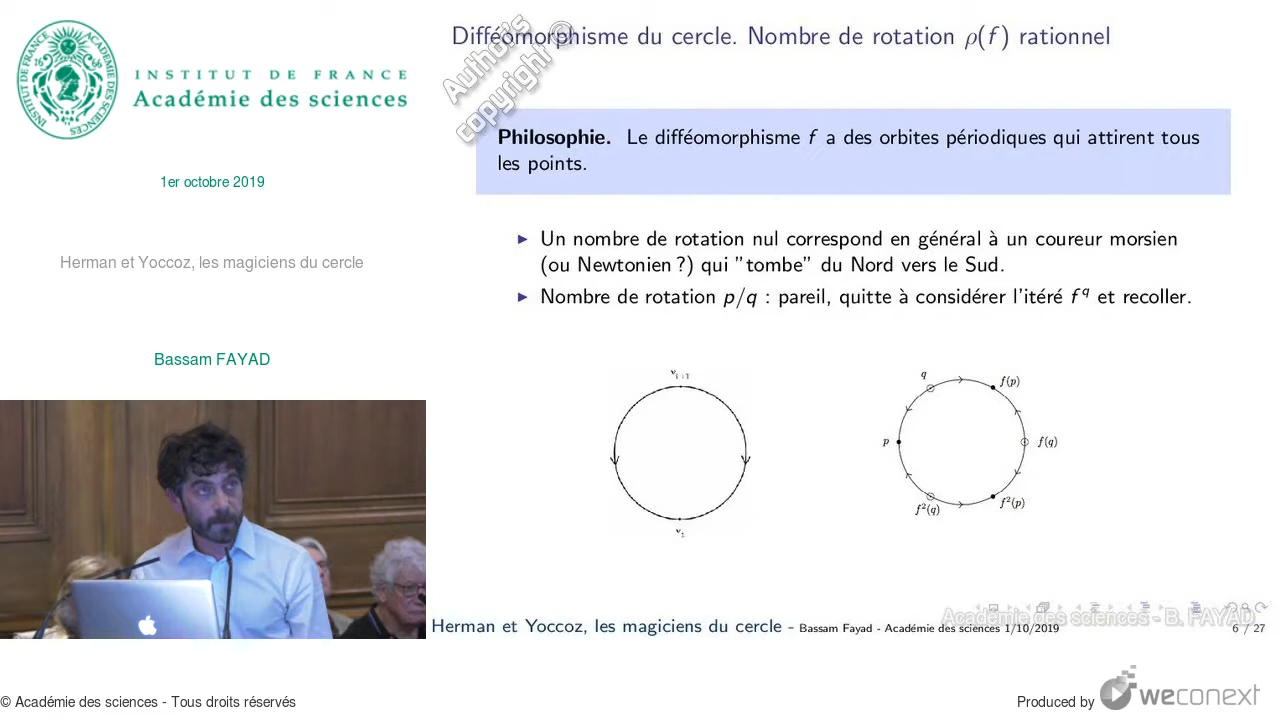 INSTITUT DE FRANCE
Académie des sciences
1er octobre 2019
Herman et Yoccoz, les magiciens du cercle
Bassam FAYAD
Difféomorphisme du cercle. Nombre de rotation ρ(f) rationnel
Author's
copyright ©
Philosophie. Le difféomorphisme f a des orbites périodiques qui attirent tous
les points.
Un nombre de rotation nul correspond en général à un coureur morsien
(ou Newtonien ?) qui "tombe" du Nord vers le Sud.
Nombre de rotation p/q : pareil, quitte à considérer l'itéré f^q et recoller.
v₁
q
f(p)
p
f(q)
f²(q)
f²(p)
Académie des sciences - B. FAYAD
Herman et Yoccoz, les magiciens du cercle - Bassam Fayad - Académie des sciences 1/10/2019
6 / 27
© Académie des sciences - Tous droits réservés
Produced by weconext